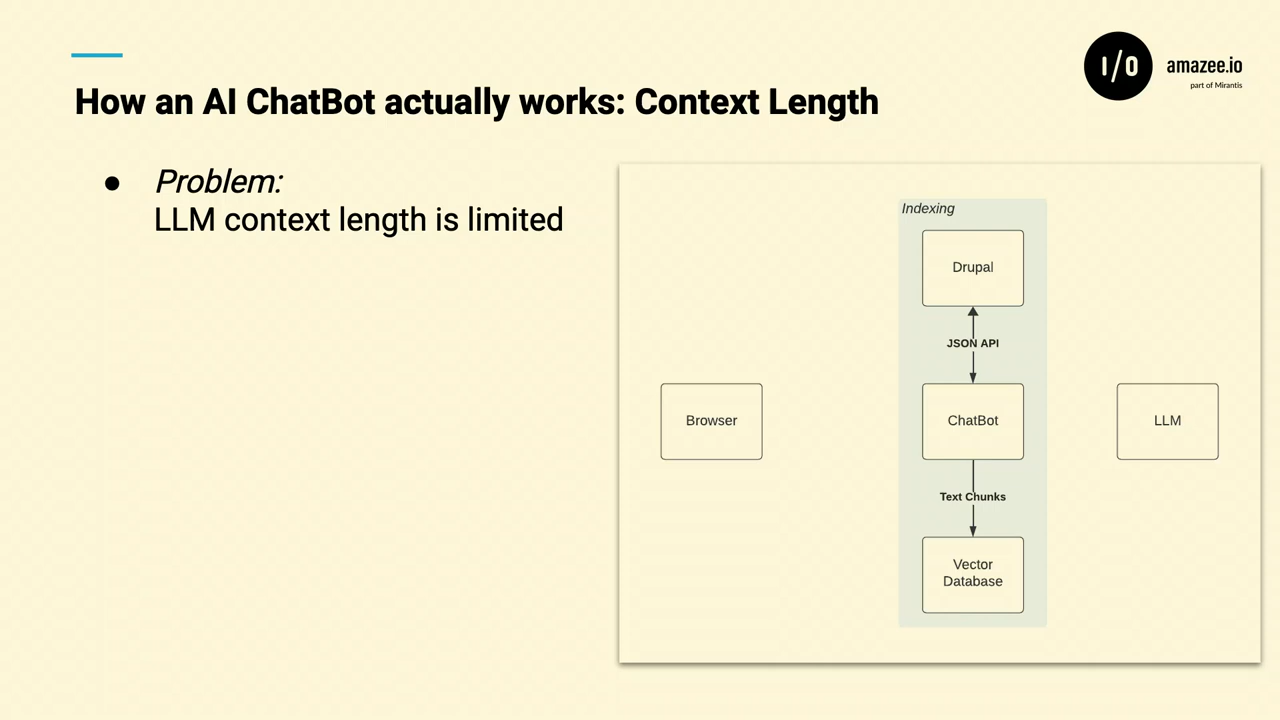 I/O
amazee.io
part of Mirantis
How an AI ChatBot actually works: Context Length
● Problem:
LLM context length is limited
Indexing
Drupal
JSON API
Browser
ChatBot
LLM
Text Chunks
Vector
Database